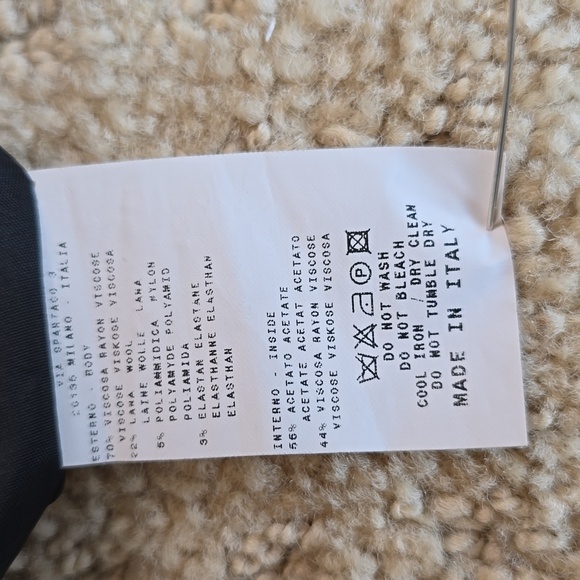 VIA SPARTACO 3
20135 MILANO - ITALIA
ESTERNO - BODY
70% VISCOSA RAYON VISCOSE
VISCOSE VISKOSE VISCOSA
22% LANA WOOL
LAINE WOLLE LANA
5% POLIAMMIDICA NYLON
POLYAMYDE POLYAMID
POLIAMIDA
3% ELASTAN ELASTANE
ELASTHANNE ELASTHAN
ELASTHAN
INTERNO - INSIDE
56% ACETATO ACETATE
ACETATE ACETAT ACETATO
44% VISCOSA RAYON VISCOSE
VISCOSE VISKOSE VISCOSA
P
DO NOT WASH
DO NOT BLEACH
COOL IRON / DRY CLEAN
DO NOT TUMBLE DRY
MADE IN ITALY